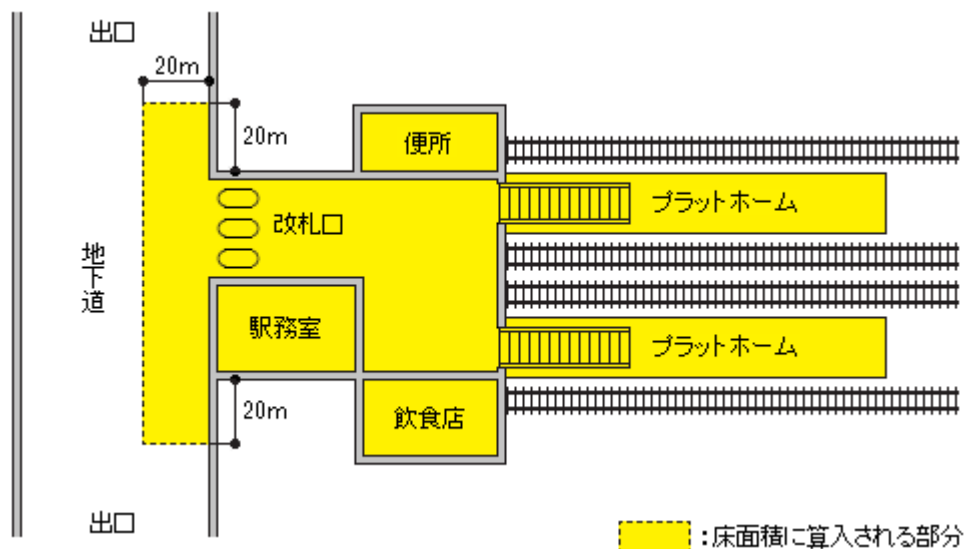 出口
20m
20m
便所
プラットホーム
改札口
地下道
駅務室
プラットホーム
20m
飲食店
出口
：床面積に算入される部分